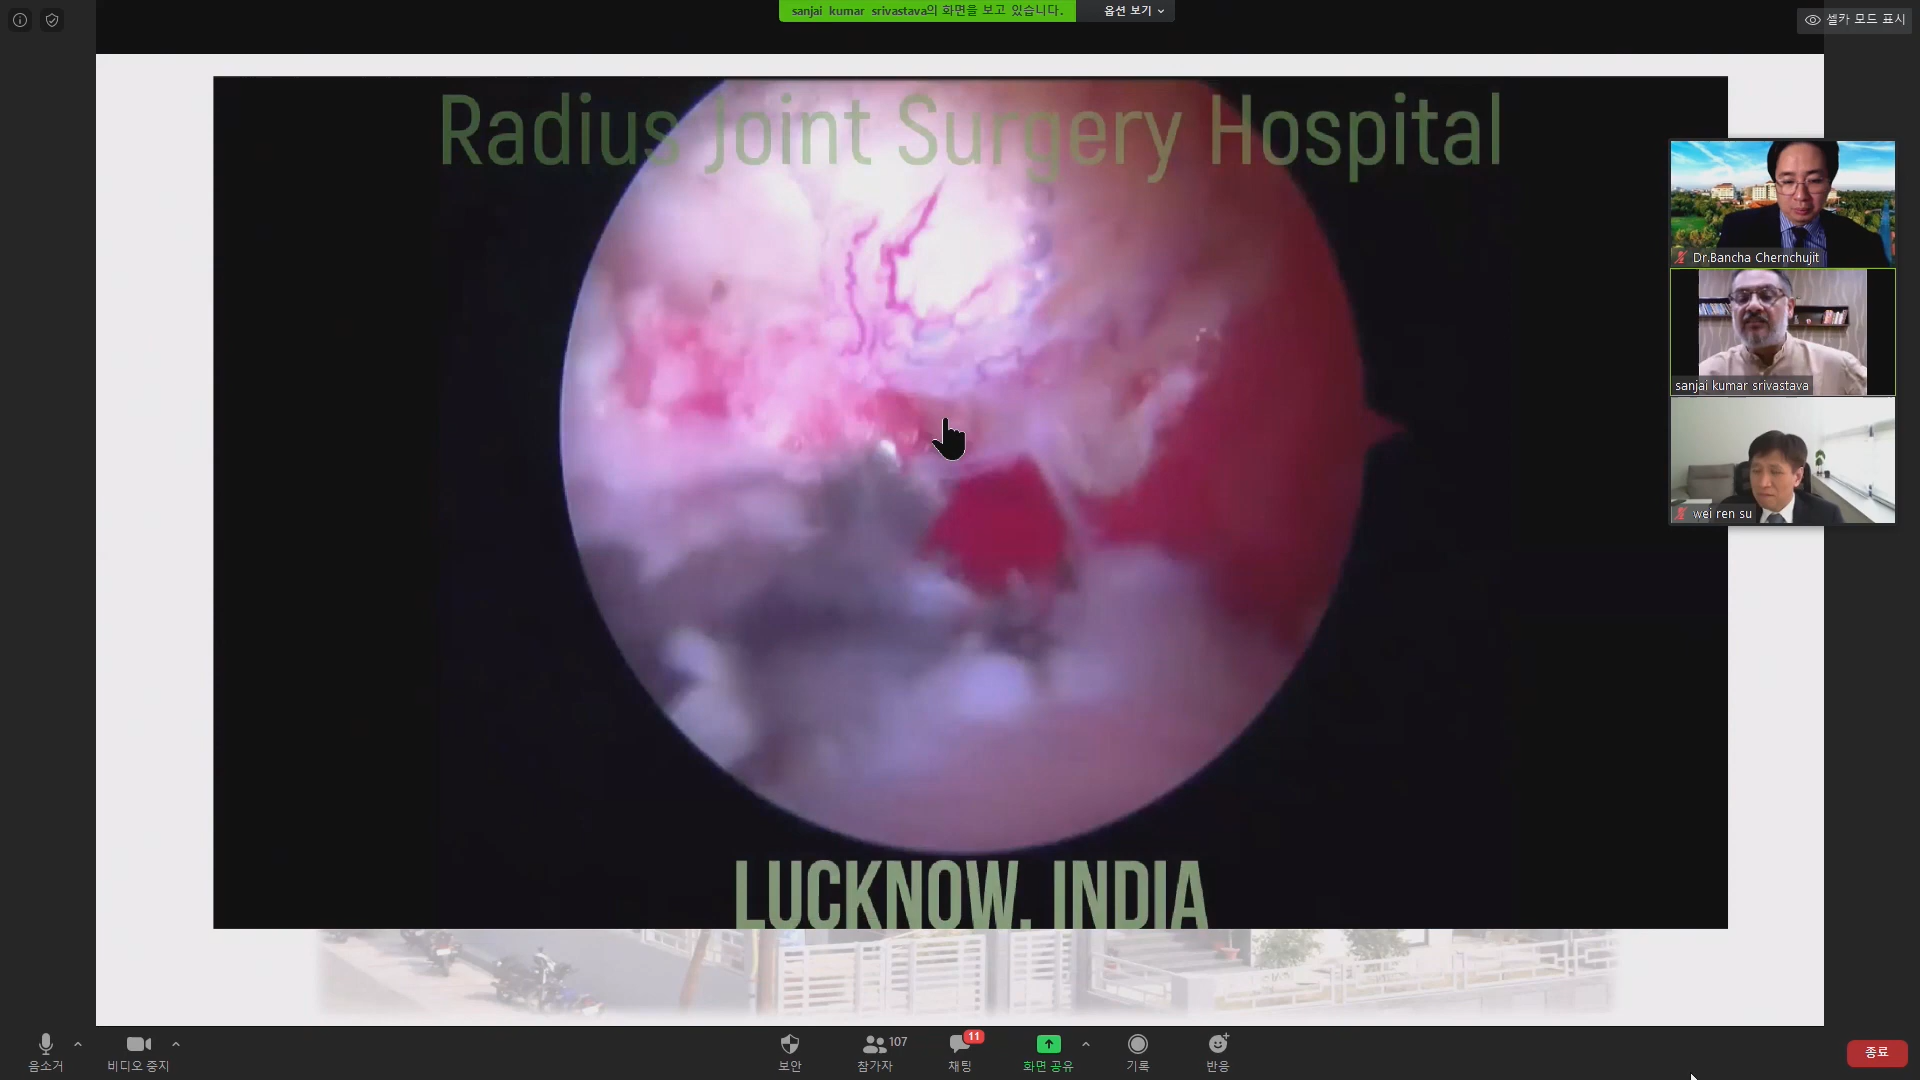 sanjai kumar srivastava의 화면을 보고 있습니다.
옵션 보기
셀카 모드 표시
Radius Joint Surgery Hospital
Dr.Bancha Chernchujit
sanjai kumar srivastava
wei ren su
LUCKNOW, INDIA
음소거
비디오 중지
보안
107
참가자
11
채팅
화면 공유
기록
반응
종료